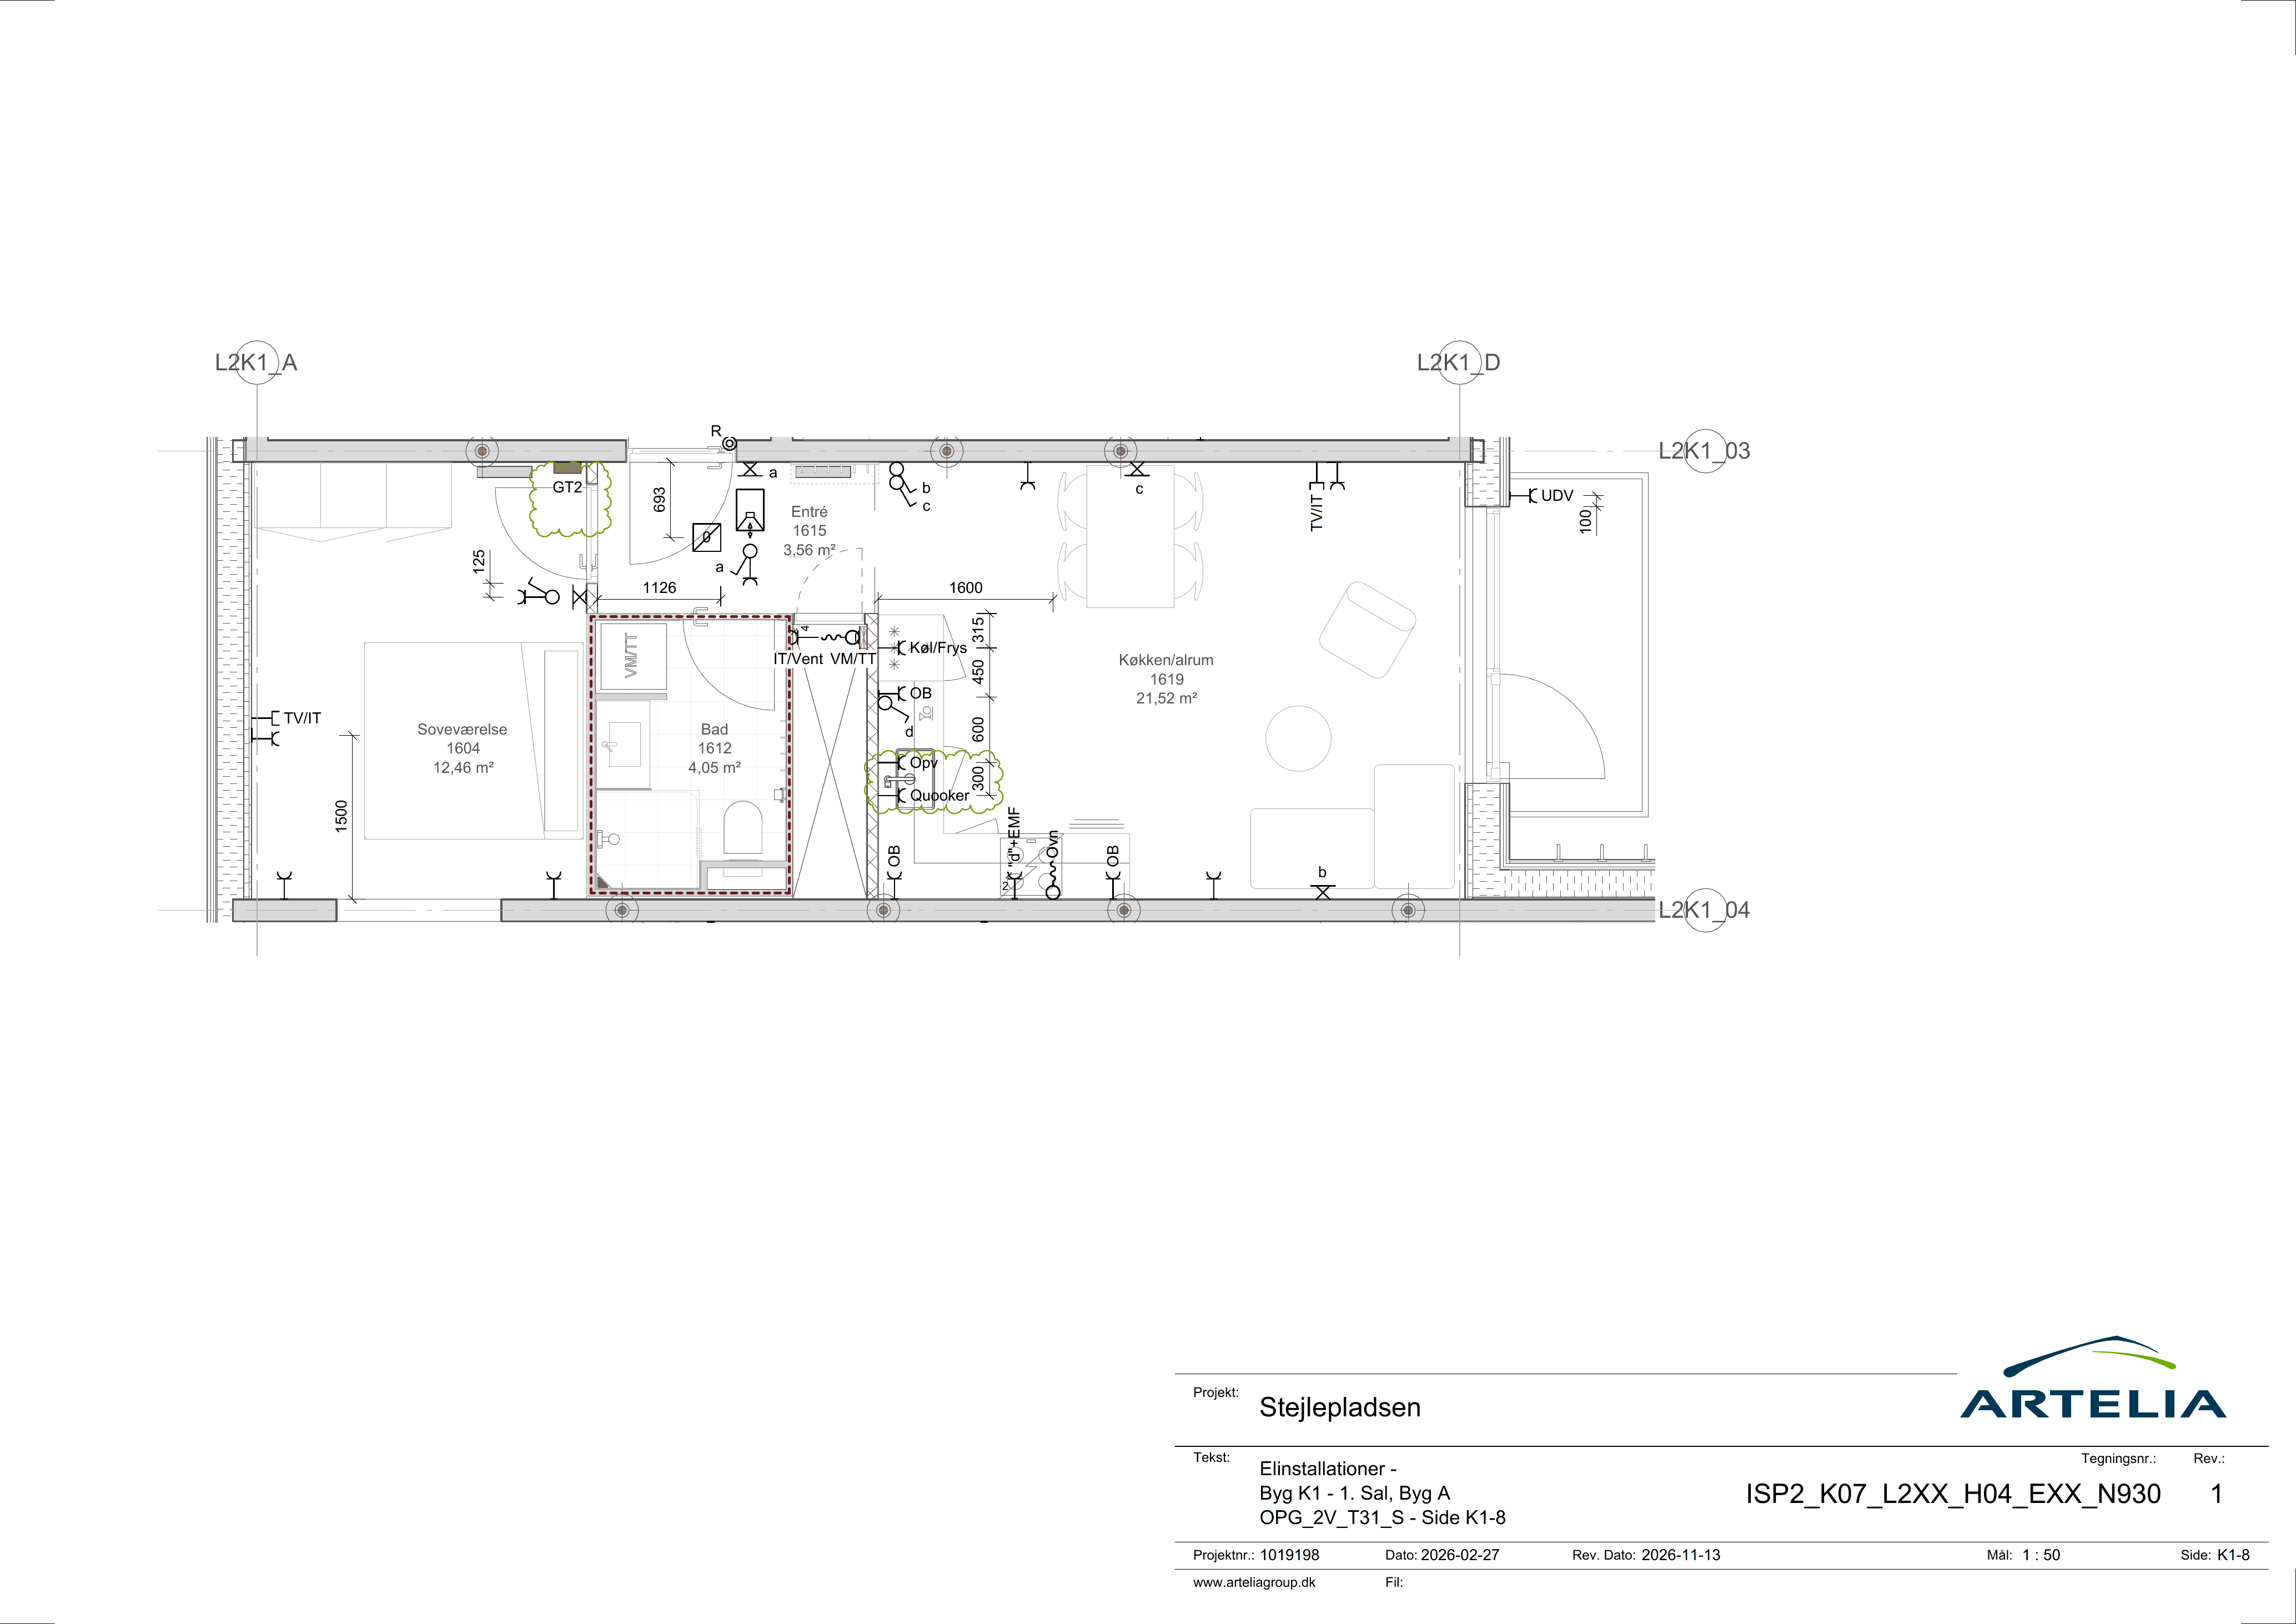 L2K1_A
L2K1_D
R
L2K1_03
a
GT2
b
c
c
693
TV/IT
UDV
100
Entré
1615
3,56 m²
0
a
125
1126
1600
4
315
IT/Vent
VM/TT
Køl/Frys
VM/TT
450
Køkken/alrum
1619
21,52 m²
OB
TV/IT
d
600
Soveværelse
1604
12,46 m²
Bad
1612
4,05 m²
Opv
300
Quooker
1500
"d"+EMF
Ovn
OB
OB
2
b
L2K1_04
ARTELIA
Projekt:
Stejlepladsen
Tekst:
Elinstallationer -
Byg K1 - 1. Sal, Byg A
OPG_2V_T31_S - Side K1-8
Tegningsnr.:
Rev.:
ISP2_K07_L2XX_H04_EXX_N930
1
Projektnr.: 1019198
Dato: 2026-02-27
Rev. Dato: 2026-11-13
Mål: 1 : 50
Side: K1-8
www.arteliagroup.dk
Fil: